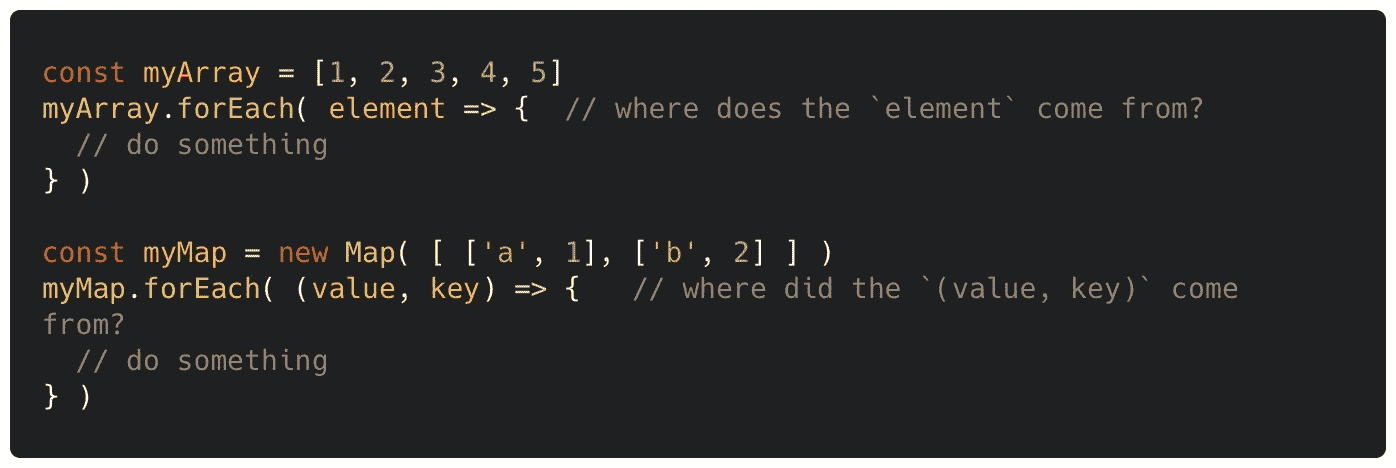 const myArray = [1, 2, 3, 4, 5]
myArray.forEach( element => {  // where does the `element` come from?
  // do something
} )

const myMap = new Map( [ ['a', 1], ['b', 2] ] )
myMap.forEach( (value, key) => {   // where did the `(value, key)` come
from?
  // do something
} )